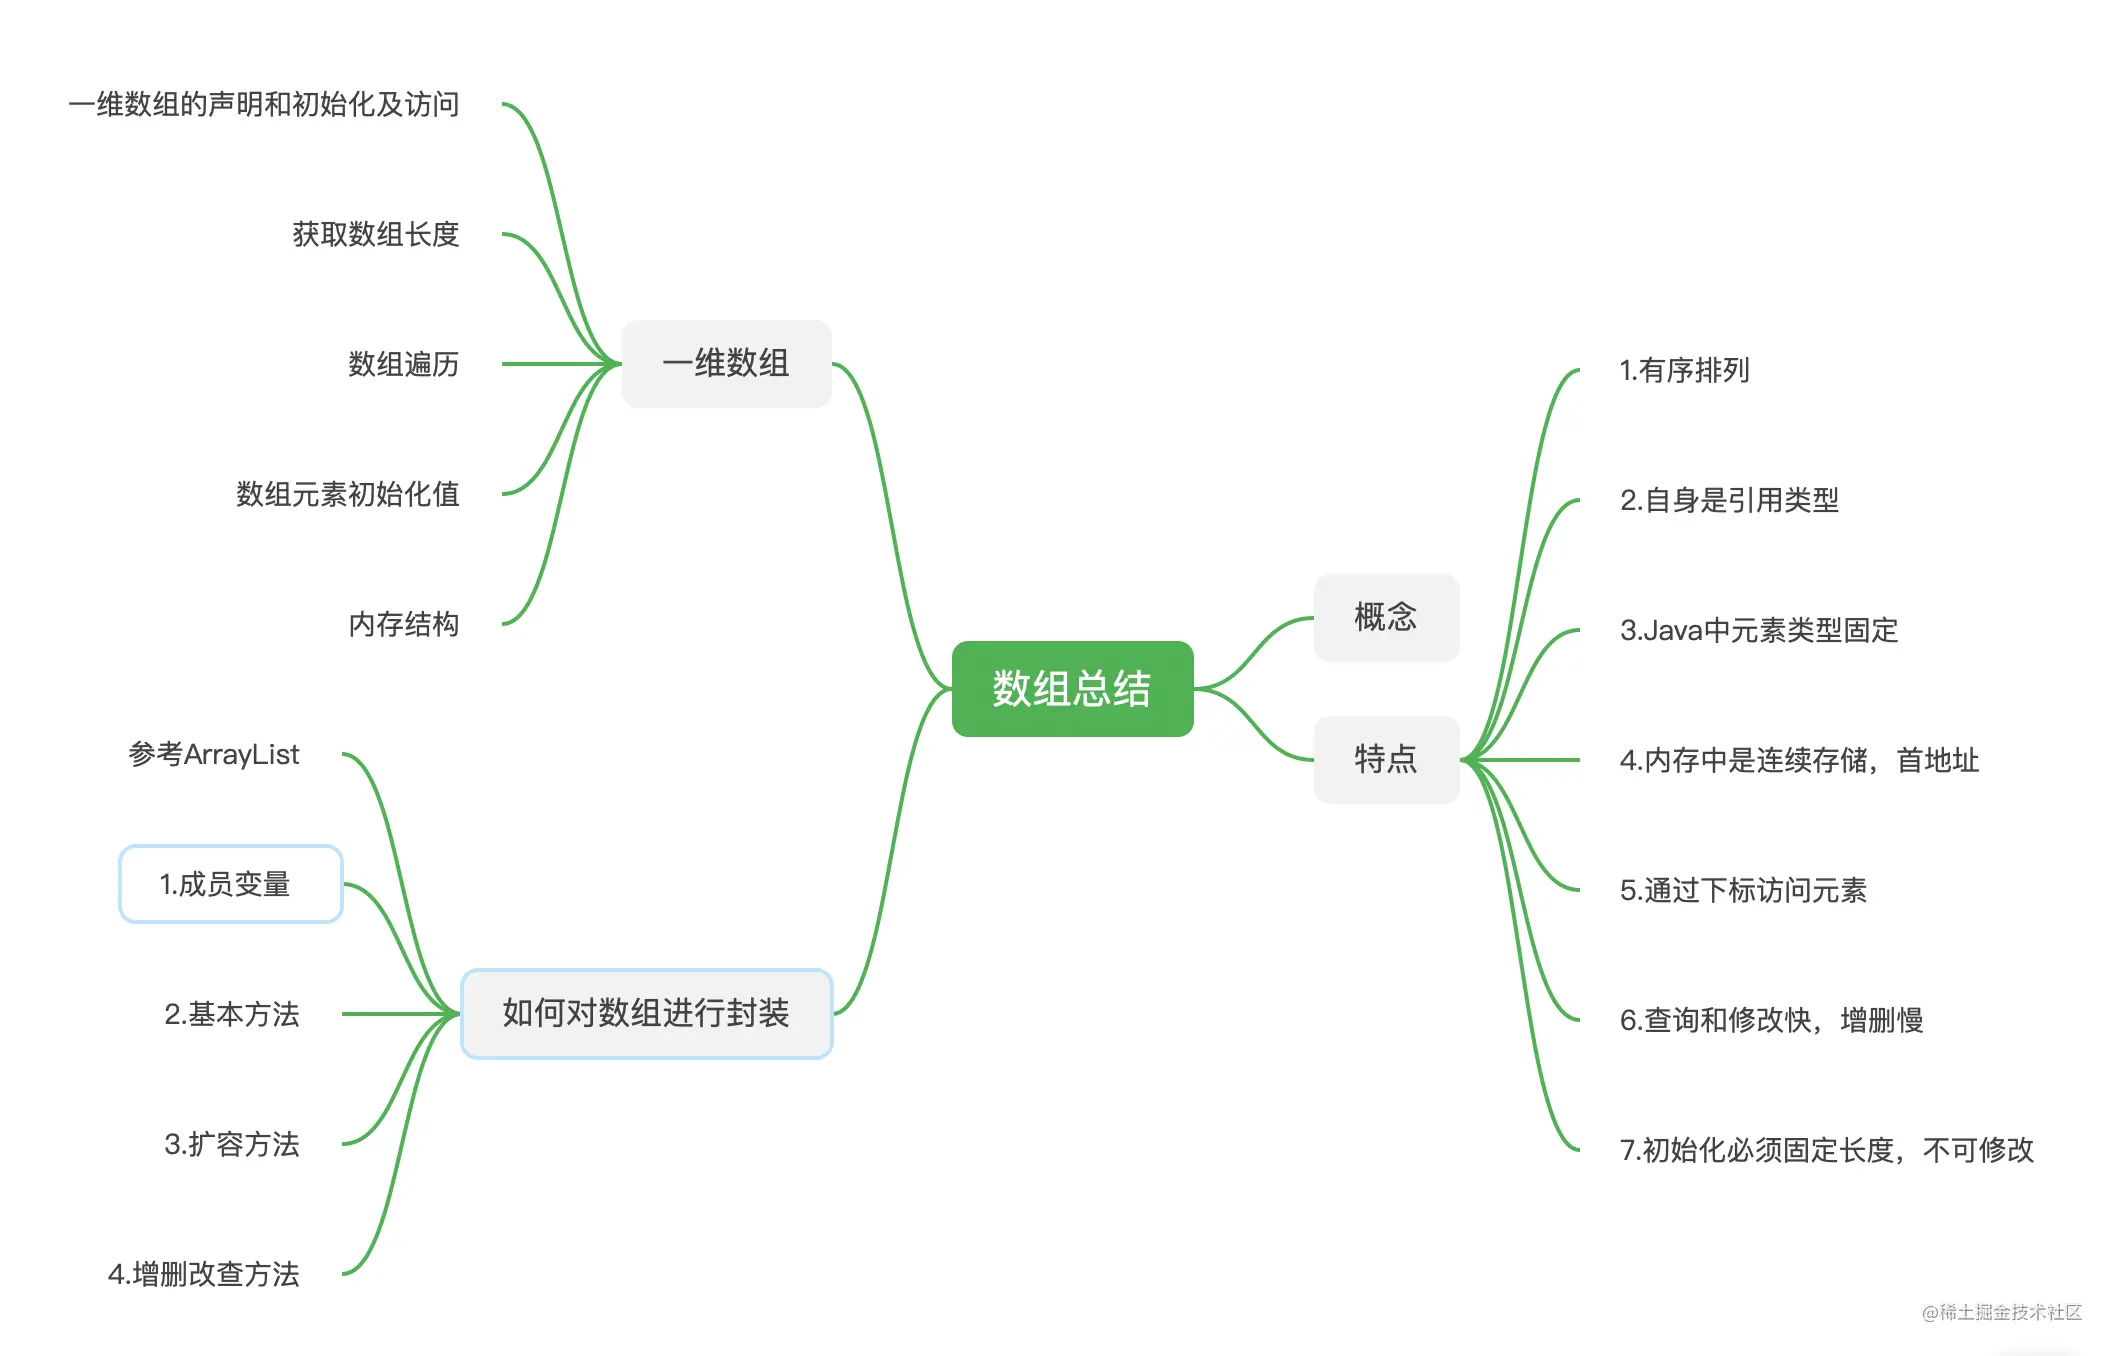 数组总结
一维数组
一维数组的声明和初始化及访问
获取数组长度
数组遍历
数组元素初始化值
内存结构
如何对数组进行封装
参考ArrayList
1.成员变量
2.基本方法
3.扩容方法
4.增删改查方法
概念
特点
1.有序排列
2.自身是引用类型
3.Java中元素类型固定
4.内存中是连续存储，首地址
5.通过下标访问元素
6.查询和修改快，增删慢
7.初始化必须固定长度，不可修改
@稀土掘金技术社区